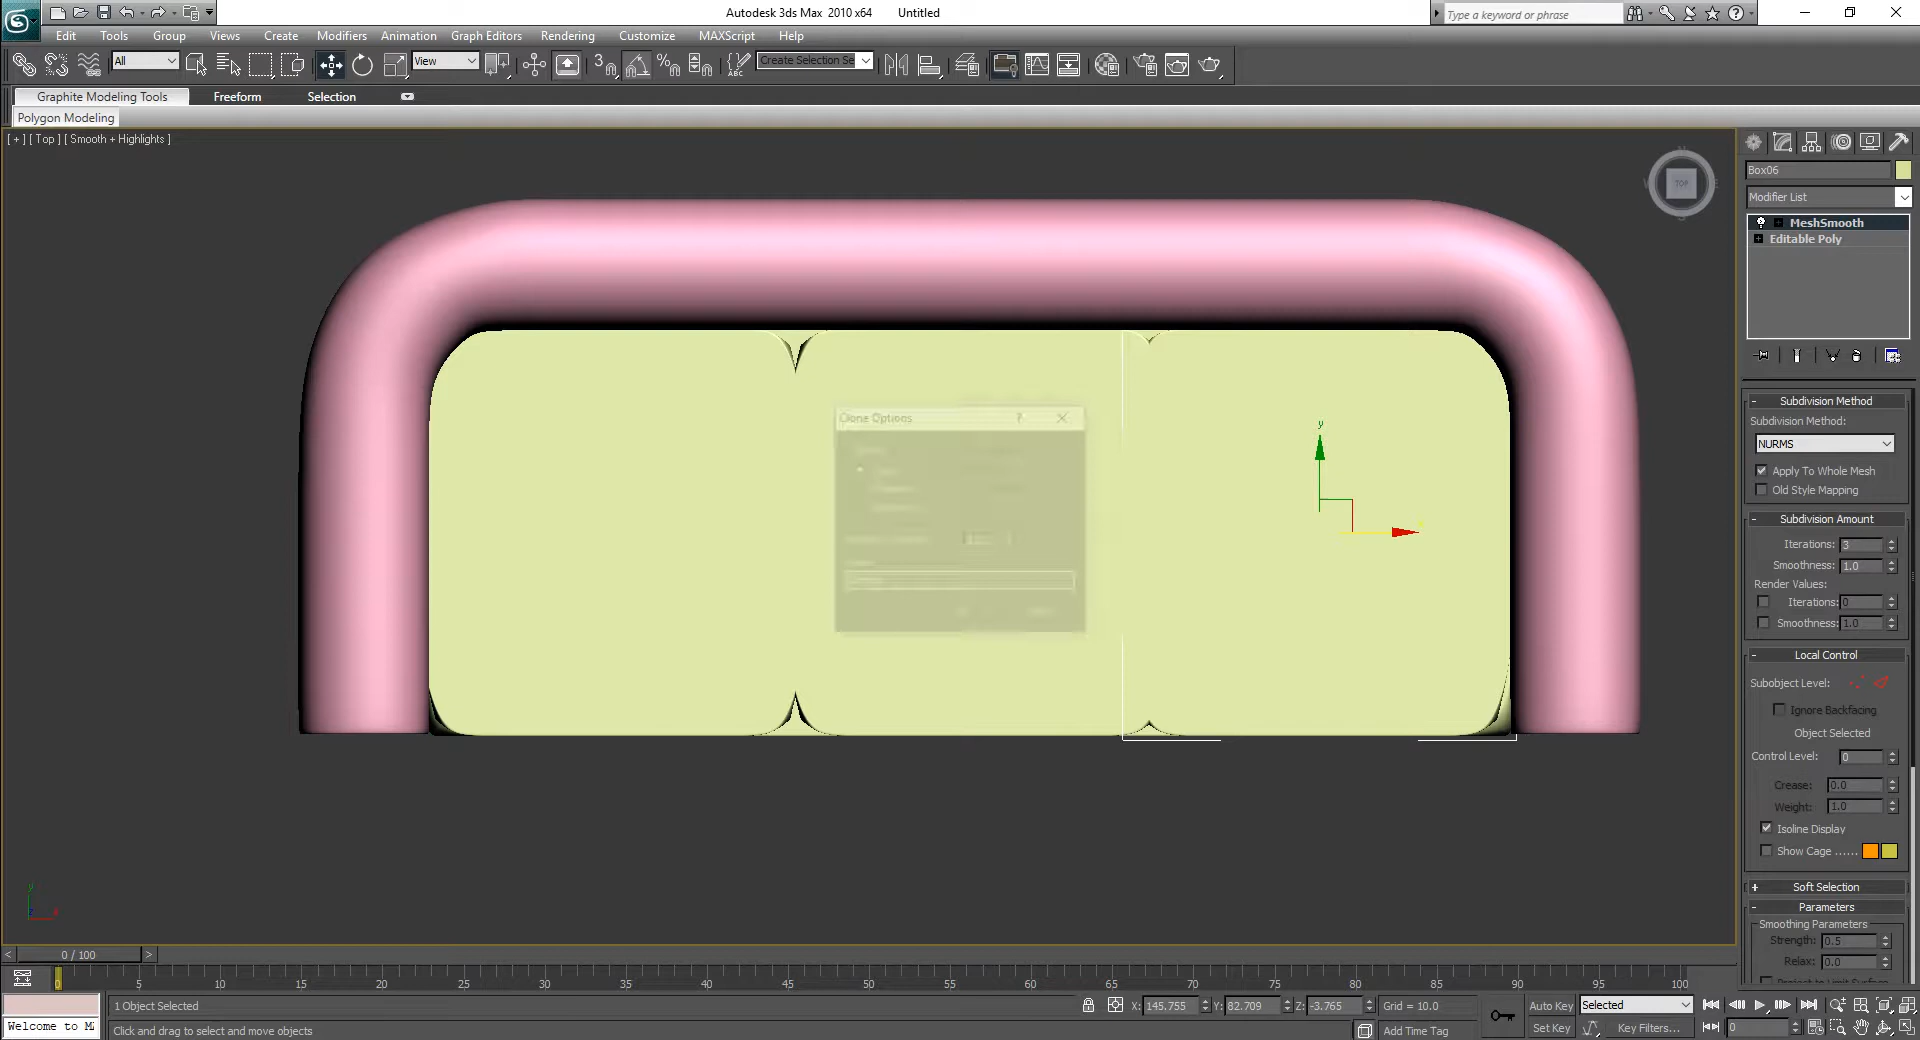 Autodesk 3ds Max 2010 x64 Untitled
Type a keyword or phrase
Edit Tools Group Views Create Modifiers Animation Graph Editors Rendering Customize MAXScript Help
All View Create Selection Se
Graphite Modeling Tools Freeform Selection
Polygon Modeling
[ + ] [ Top ] [ Smooth + Highlights ]
TOP
Box06
Modifier List
MeshSmooth
Editable Poly
Clone Options
Subdivision Method
Subdivision Method:
NURMS
Apply To Whole Mesh
Old Style Mapping
Subdivision Amount
Iterations: 3
Smoothness: 1.0
Render Values:
Iterations: 0
Smoothness: 1.0
Local Control
Subobject Level:
Ignore Backfacing
Object Selected
Control Level: 0
Crease: 0.0
Weight: 1.0
Isoline Display
Show Cage ......
Soft Selection
Parameters
Smoothing Parameters
Strength: 0.5
Relax: 0.0
y
y
z x
< 0 / 100 >
0 5 10 15 20 25 30 35 40 45 50 55 60 65 70 75 80 85 90 95 100
1 Object Selected X: 145.755 Y: 82.709 Z: -3.765 Grid = 10.0 Auto Key Selected
Welcome to MA Click and drag to select and move objects Add Time Tag Set Key Key Filters... 0